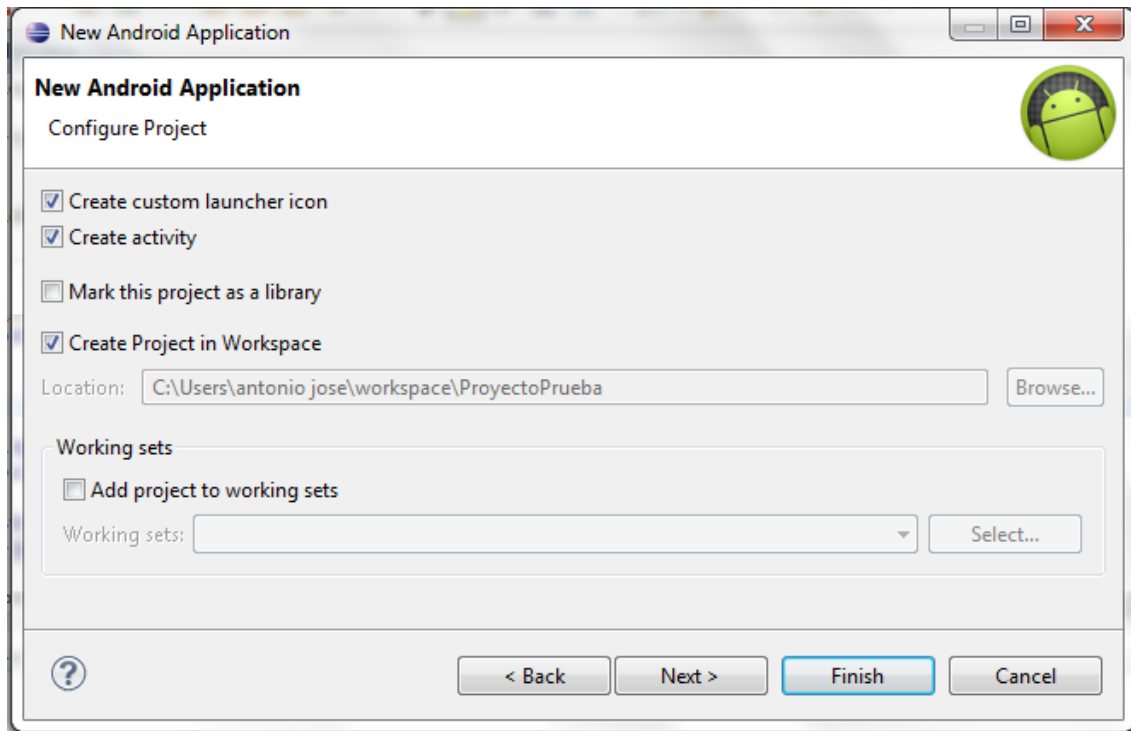 New Android Application
New Android Application
Configure Project
Create custom launcher icon
Create activity
Mark this project as a library
Create Project in Workspace
Location: C:\Users\antonio jose\workspace\ProyectoPrueba Browse...
Working sets
Add project to working sets
Working sets: Select...
? < Back Next > Finish Cancel